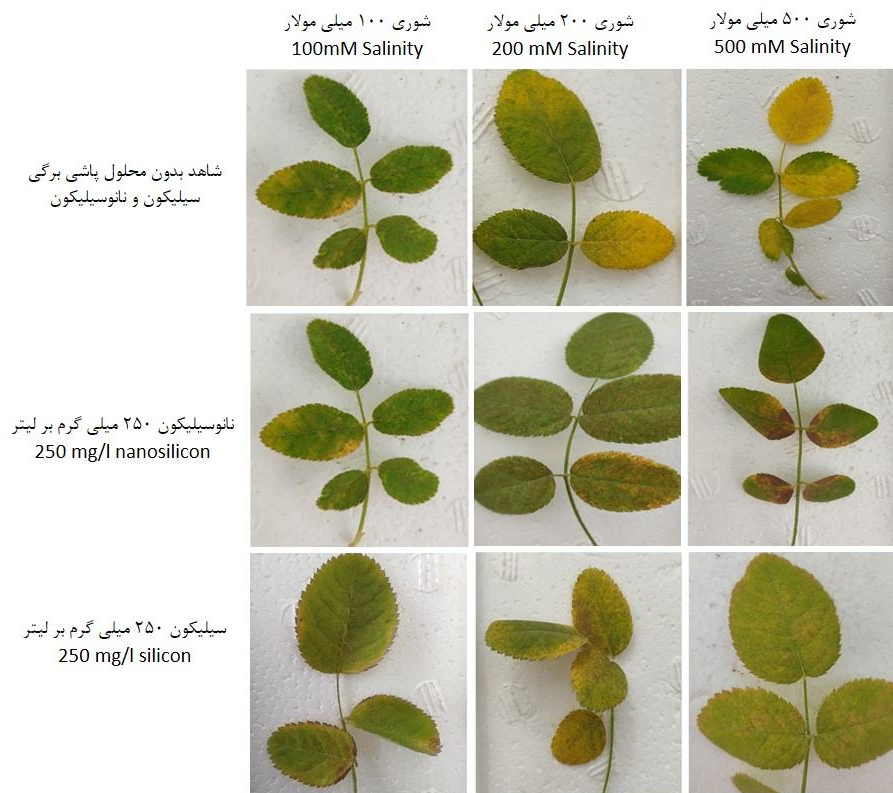 شوری ۱۰۰ میلی مولار
100mM Salinity
شوری ۲۰۰ میلی مولار
200 mM Salinity
شوری ۵۰۰ میلی مولار
500 mM Salinity
شاهد بدون محلول پاشی برگی
سیلیکون و نانوسیلیکون
نانوسیلیکون ۲۵۰ میلی گرم بر لیتر
250 mg/l nanosilicon
سیلیکون ۲۵۰ میلی گرم بر لیتر
250 mg/l silicon